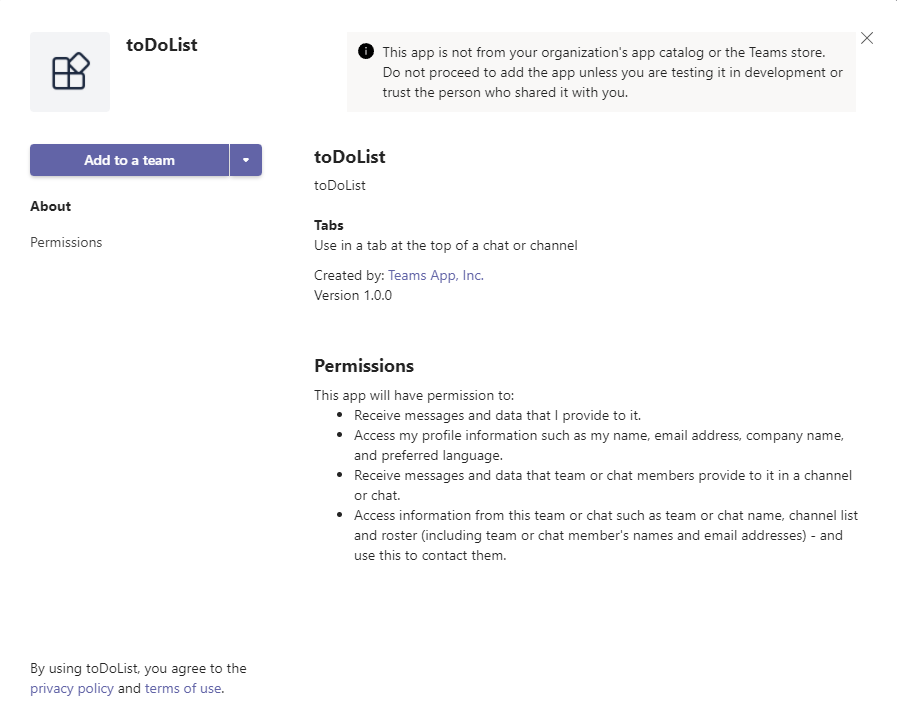 toDoList
This app is not from your organization's app catalog or the Teams store.
Do not proceed to add the app unless you are testing it in development or
trust the person who shared it with you.
Add to a team
About
Permissions
toDoList
toDoList
Tabs
Use in a tab at the top of a chat or channel
Created by: Teams App, Inc.
Version 1.0.0
Permissions
This app will have permission to:
• Receive messages and data that I provide to it.
• Access my profile information such as my name, email address, company name,
and preferred language.
• Receive messages and data that team or chat members provide to it in a channel
or chat.
• Access information from this team or chat such as team or chat name, channel list
and roster (including team or chat member's names and email addresses) - and
use this to contact them.
By using toDoList, you agree to the
privacy policy and terms of use.